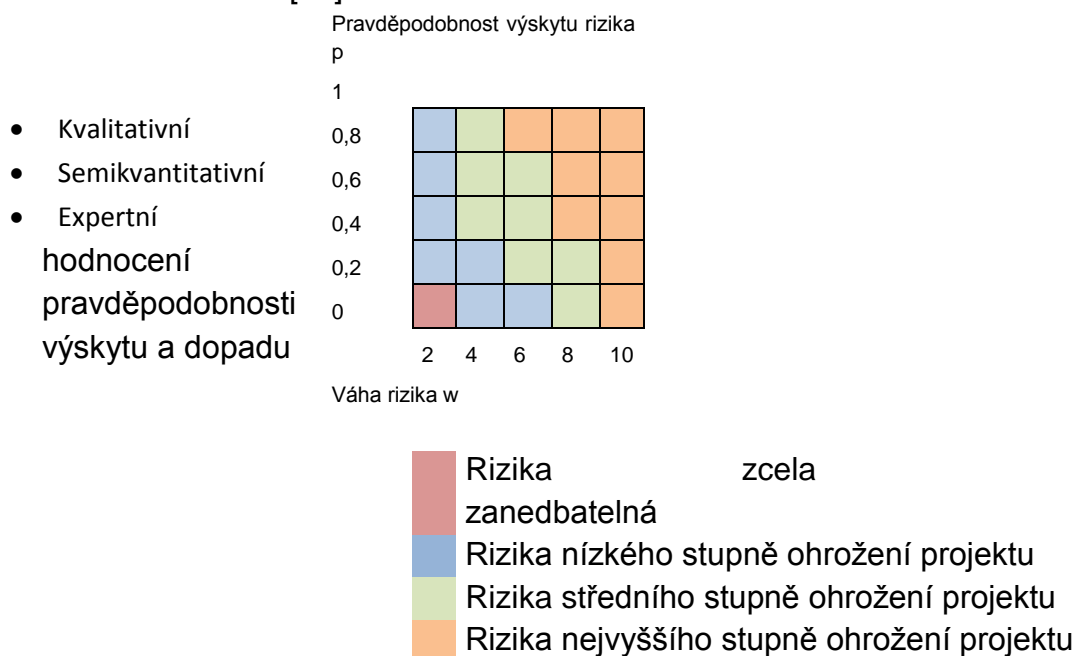 Pravděpodobnost výskytu rizika
p
1
• Kvalitativní
• Semikvantitativní
• Expertní
hodnocení
pravděpodobnosti
výskytu a dopadu
0,8
0,6
0,4
0,2
0
2 4 6 8 10
Váha rizika w
Rizika zcela
zanedbatelná
Rizika nízkého stupně ohrožení projektu
Rizika středního stupně ohrožení projektu
Rizika nejvyššího stupně ohrožení projektu